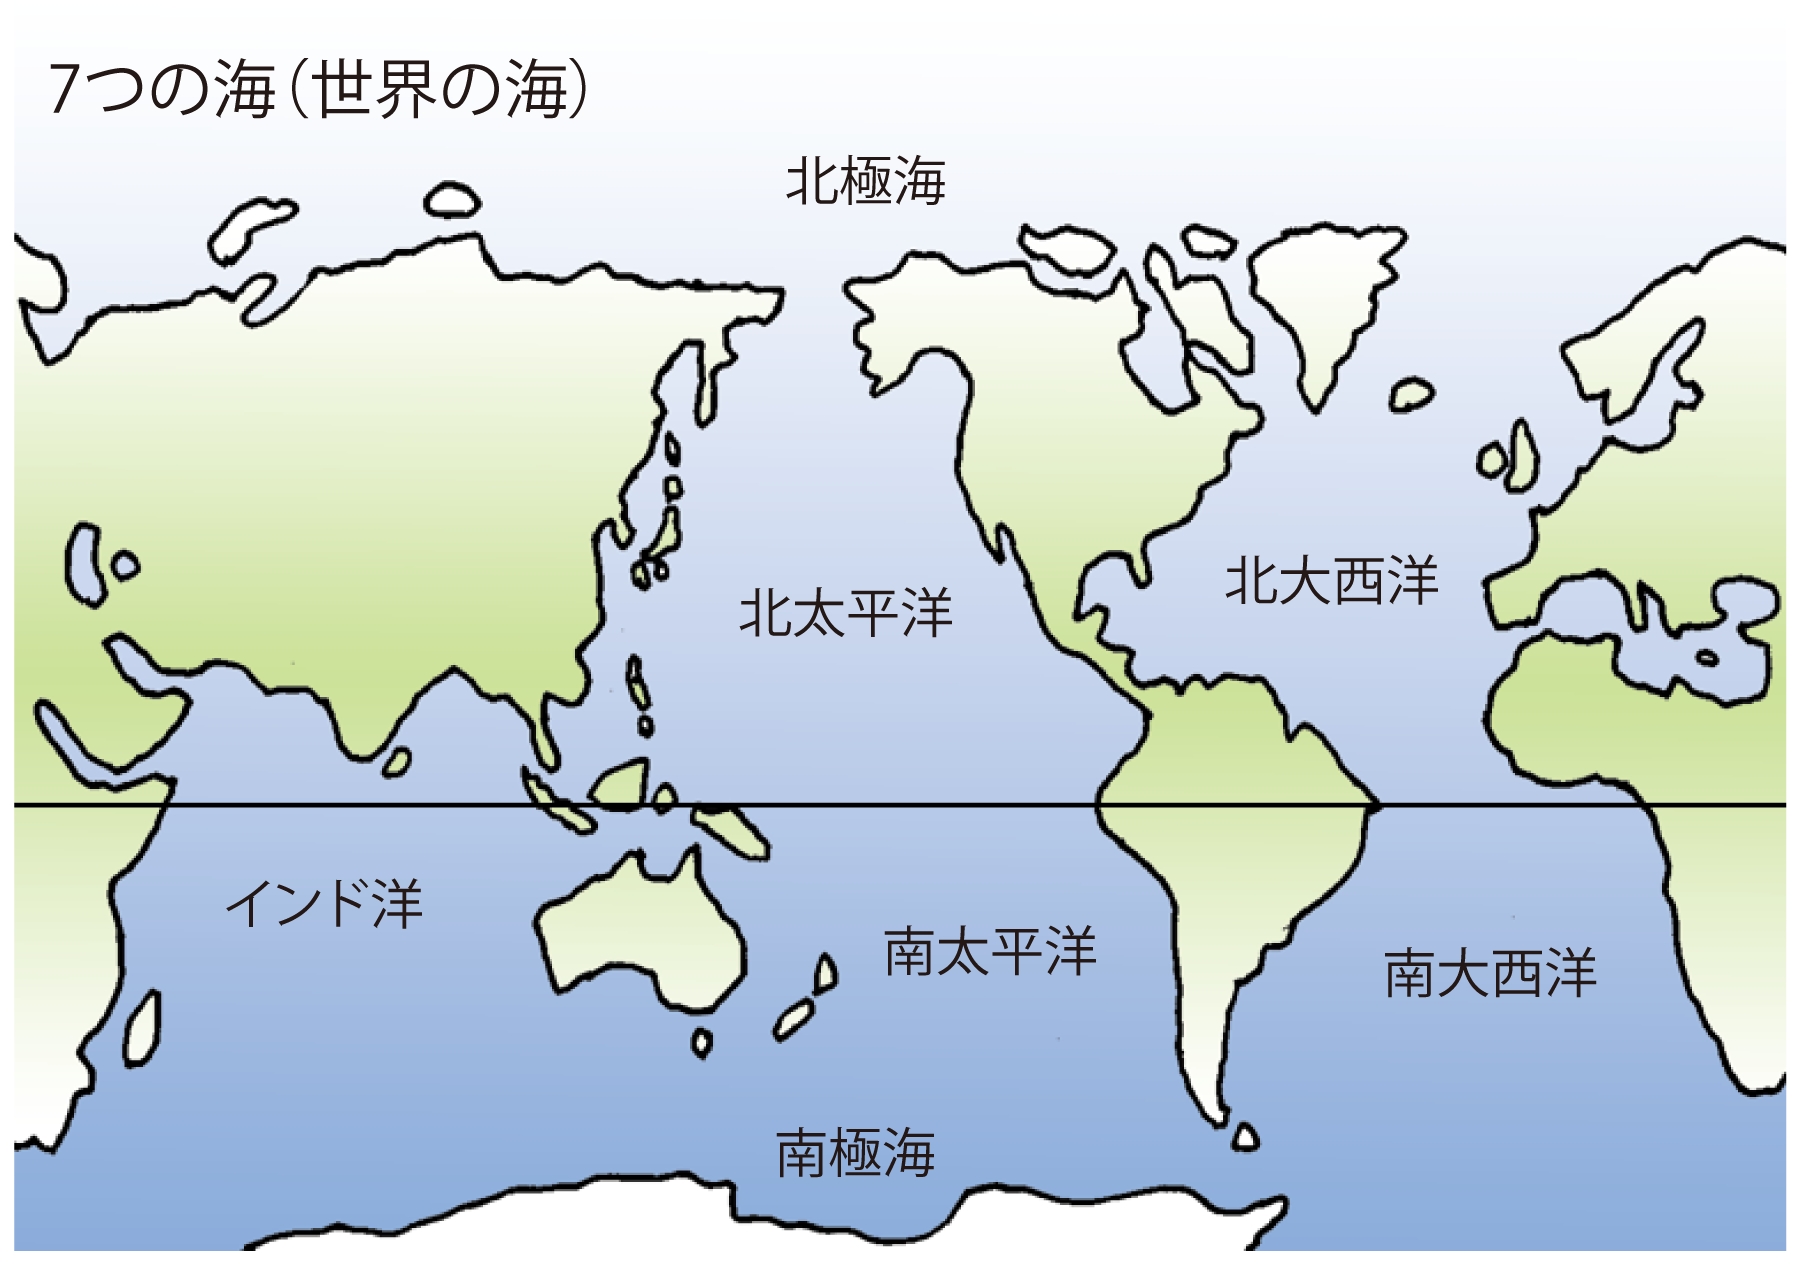 7つの海（世界の海）
北極海
北大西洋
北太平洋
インド洋
南太平洋
南大西洋
南極海